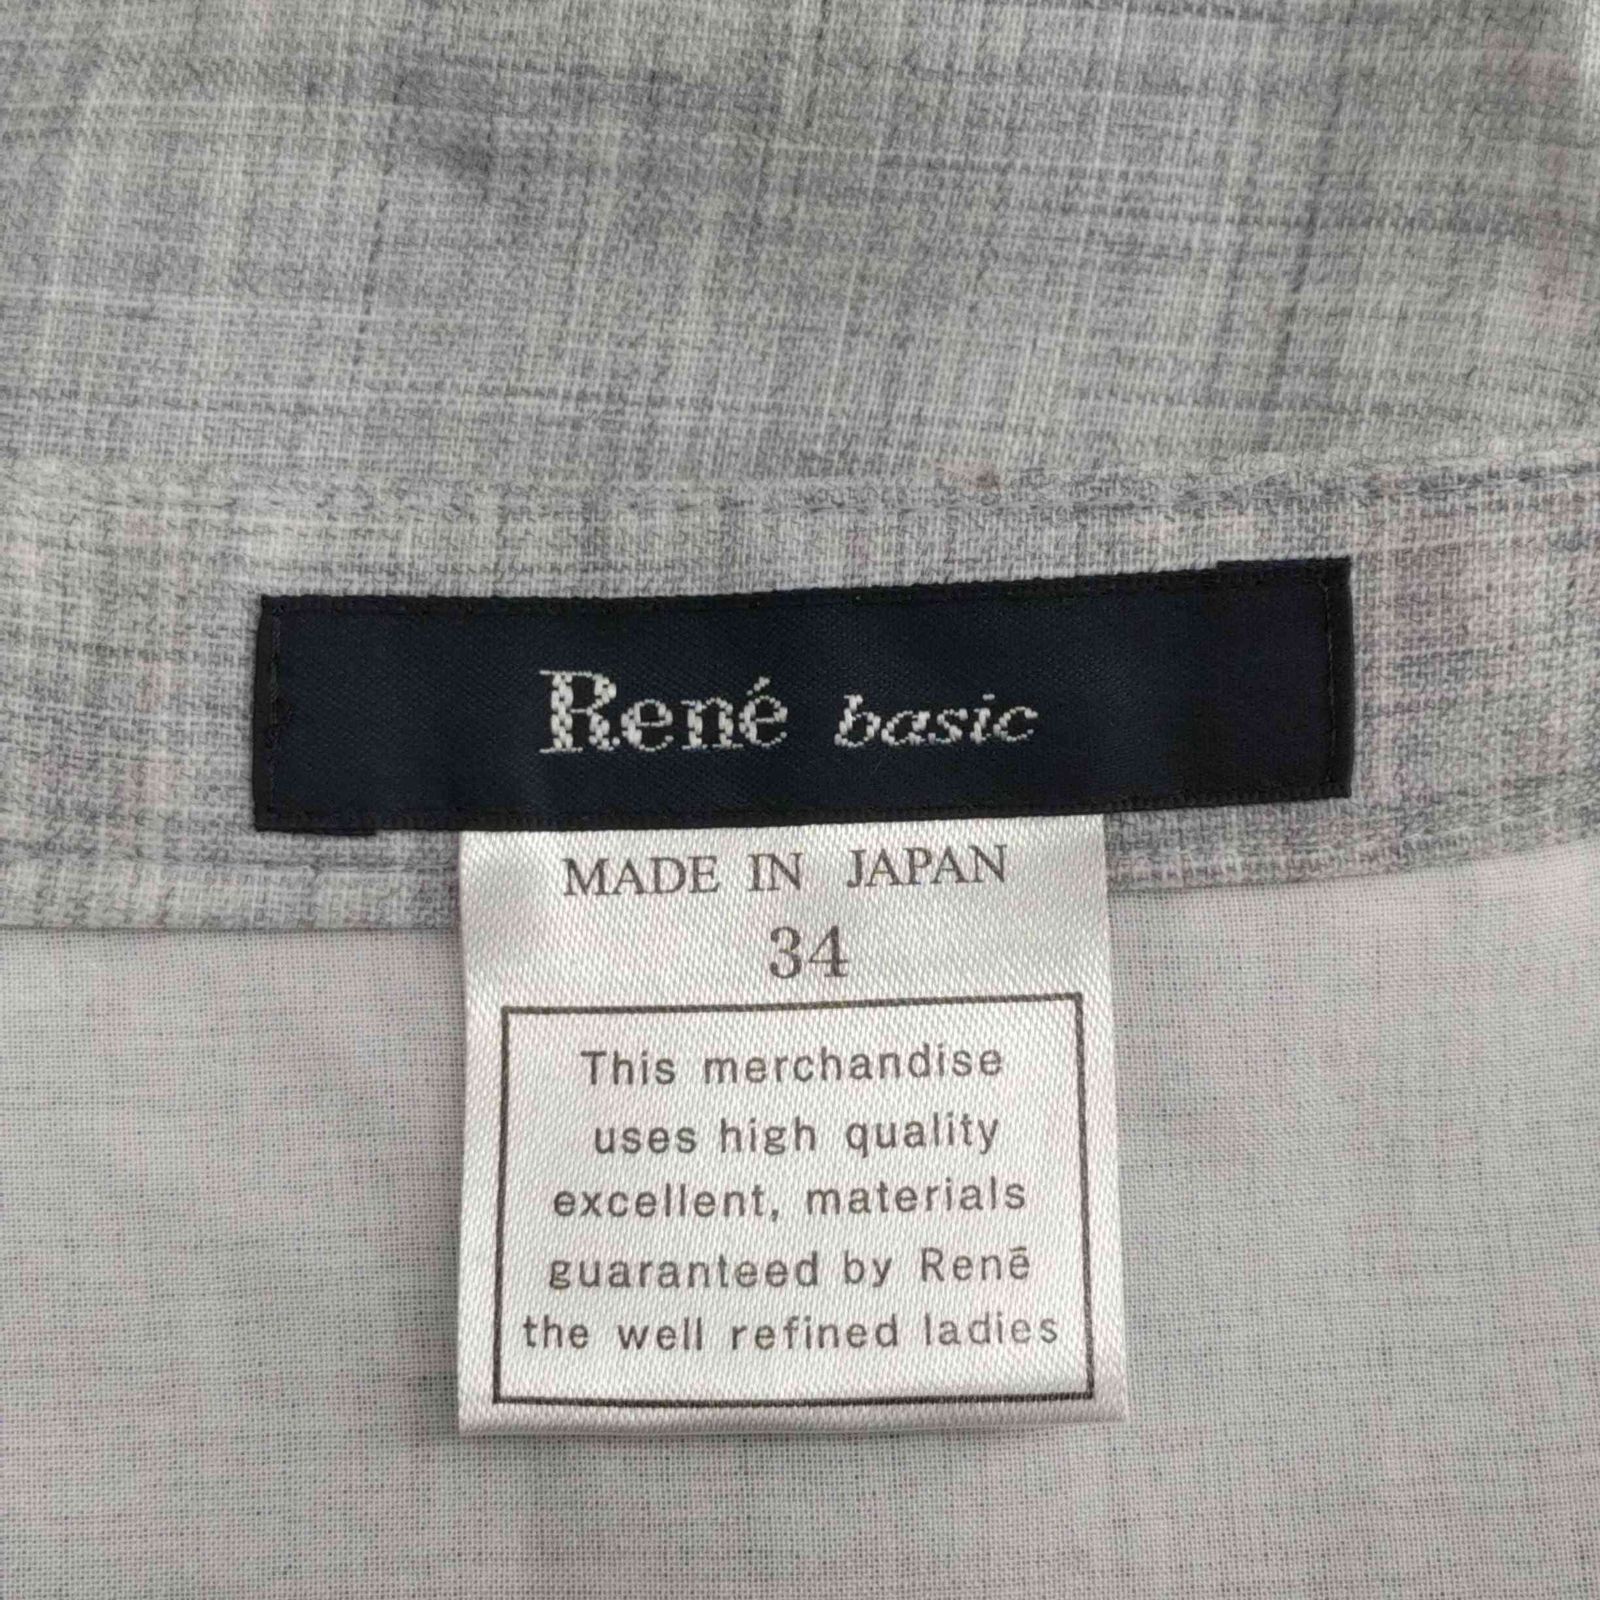 René basic
MADE IN JAPAN
34
This merchandise
uses high quality
excellent, materials
guaranteed by Renē
the well refined ladies